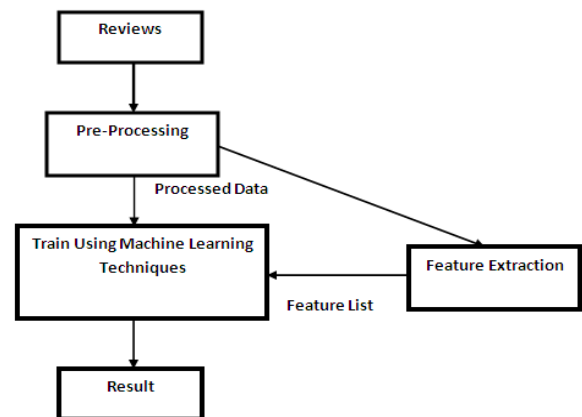 Reviews
Pre-Processing
Processed Data
Train Using Machine Learning
Techniques
Feature Extraction
Feature List
Result